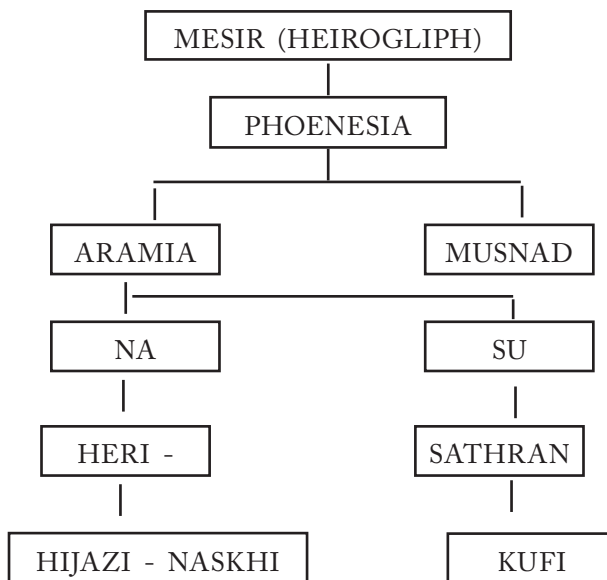 MESIR (HEIROGLIPH)
PHOENESIA
ARAMIA
MUSNAD
NA
SU
HERI -
SATHRAN
HIJAZI - NASKHI
KUFI